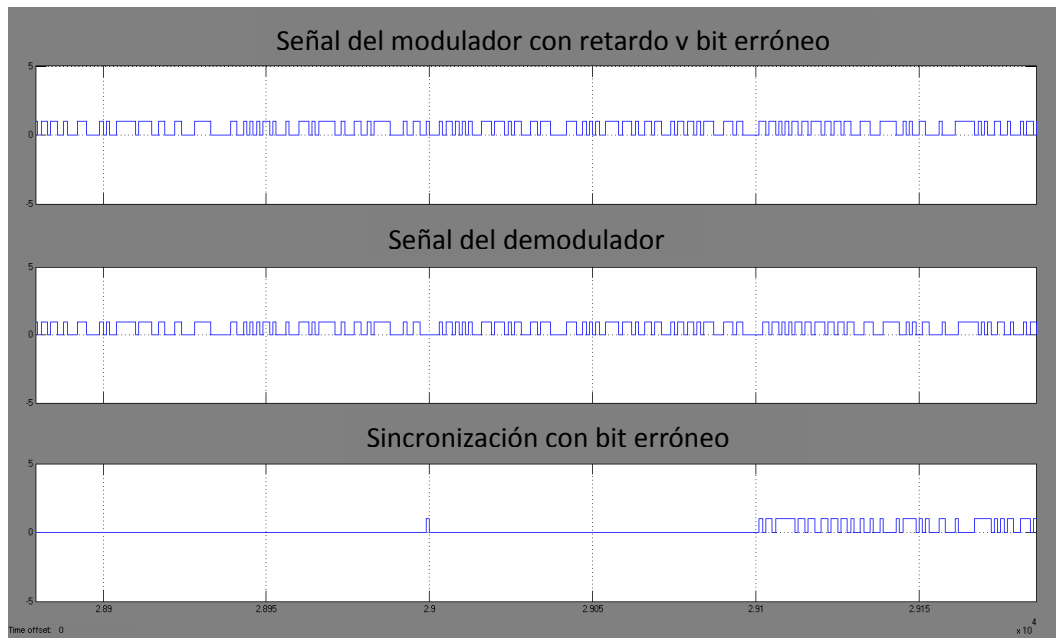 Señal del modulador con retardo v bit erróneo
5
0
-5
Señal del demodulador
5
0
-5
Sincronización con bit erróneo
5
0
-5
2.89 2.895 2.9 2.905 2.91 2.915
x 10 4
Time offset: 0